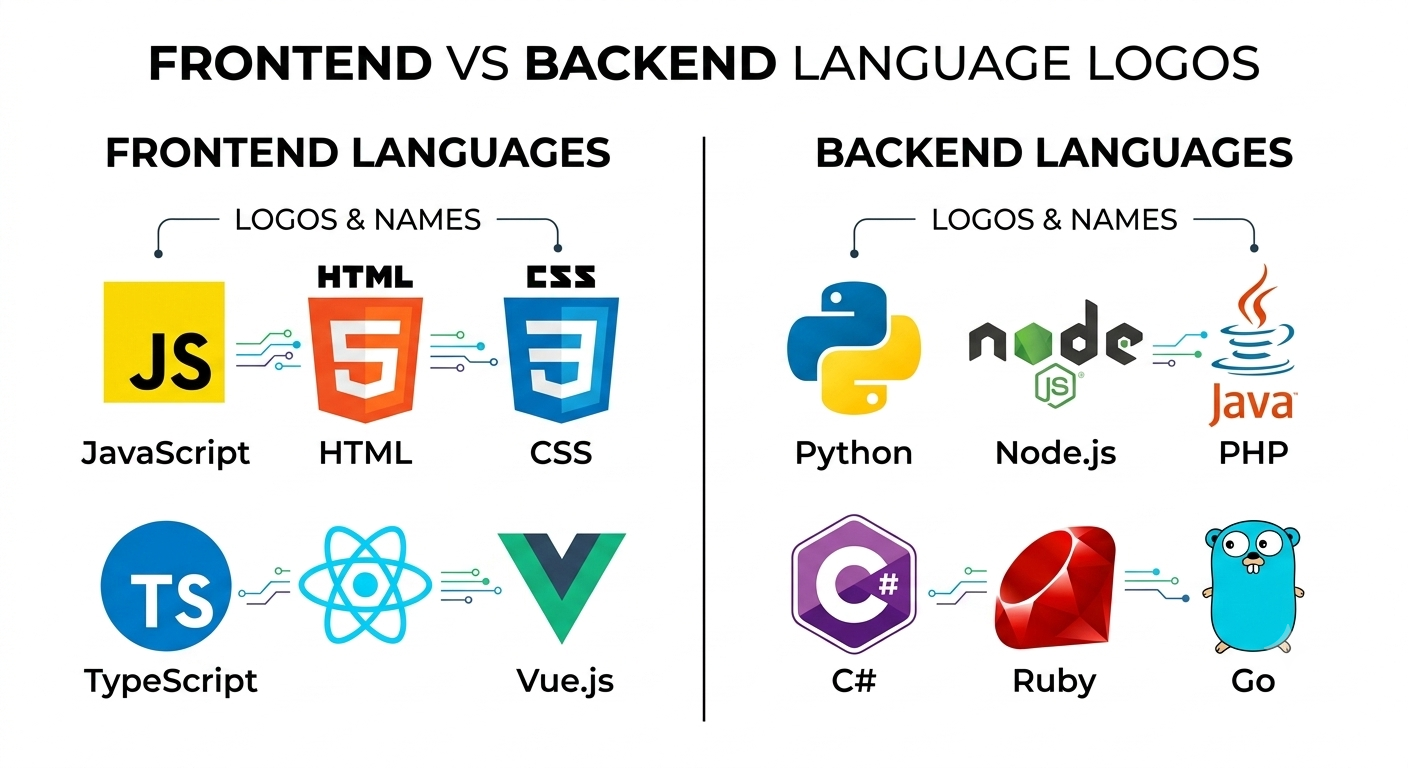 FRONTEND VS BACKEND LANGUAGE LOGOS
FRONTEND LANGUAGES
LOGOS & NAMES
JS
HTML
5
CSS
3
JavaScript
HTML
CSS
TS
TypeScript
Vue.js
BACKEND LANGUAGES
LOGOS & NAMES
node
JS®
Java™
Python
Node.js
PHP
C#
C#
Ruby
Go